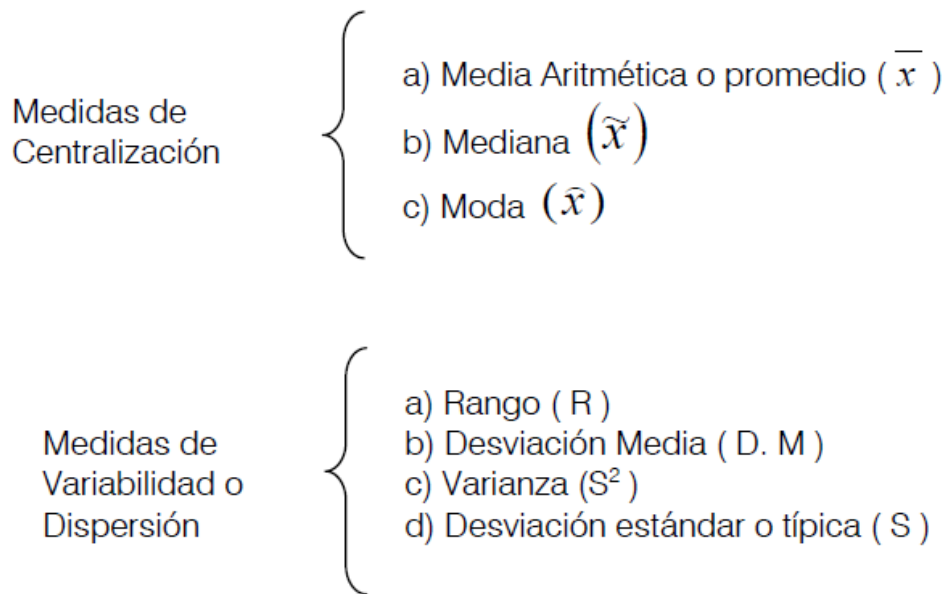 Medidas de
Centralización
a) Media Aritmética o promedio ( x̅ )
b) Mediana (x̃)
c) Moda (x̂)
Medidas de
Variabilidad o
Dispersión
a) Rango ( R )
b) Desviación Media ( D. M )
c) Varianza (S² )
d) Desviación estándar o típica ( S )